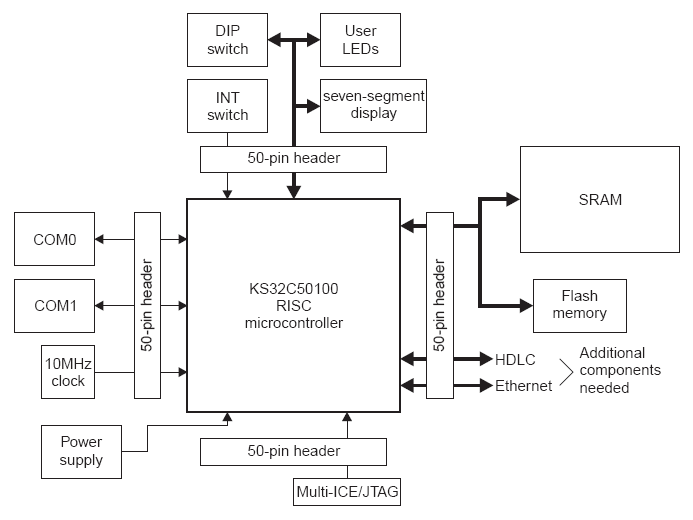 DIP
switch
User
LEDs
INT
switch
seven-segment
display
50-pin header
SRAM
COM0
COM1
10MHz
clock
50-pin header
KS32C50100
RISC
microcontroller
50-pin header
Flash
memory
HDLC
Ethernet
Additional
components
needed
Power
supply
50-pin header
Multi-ICE/JTAG